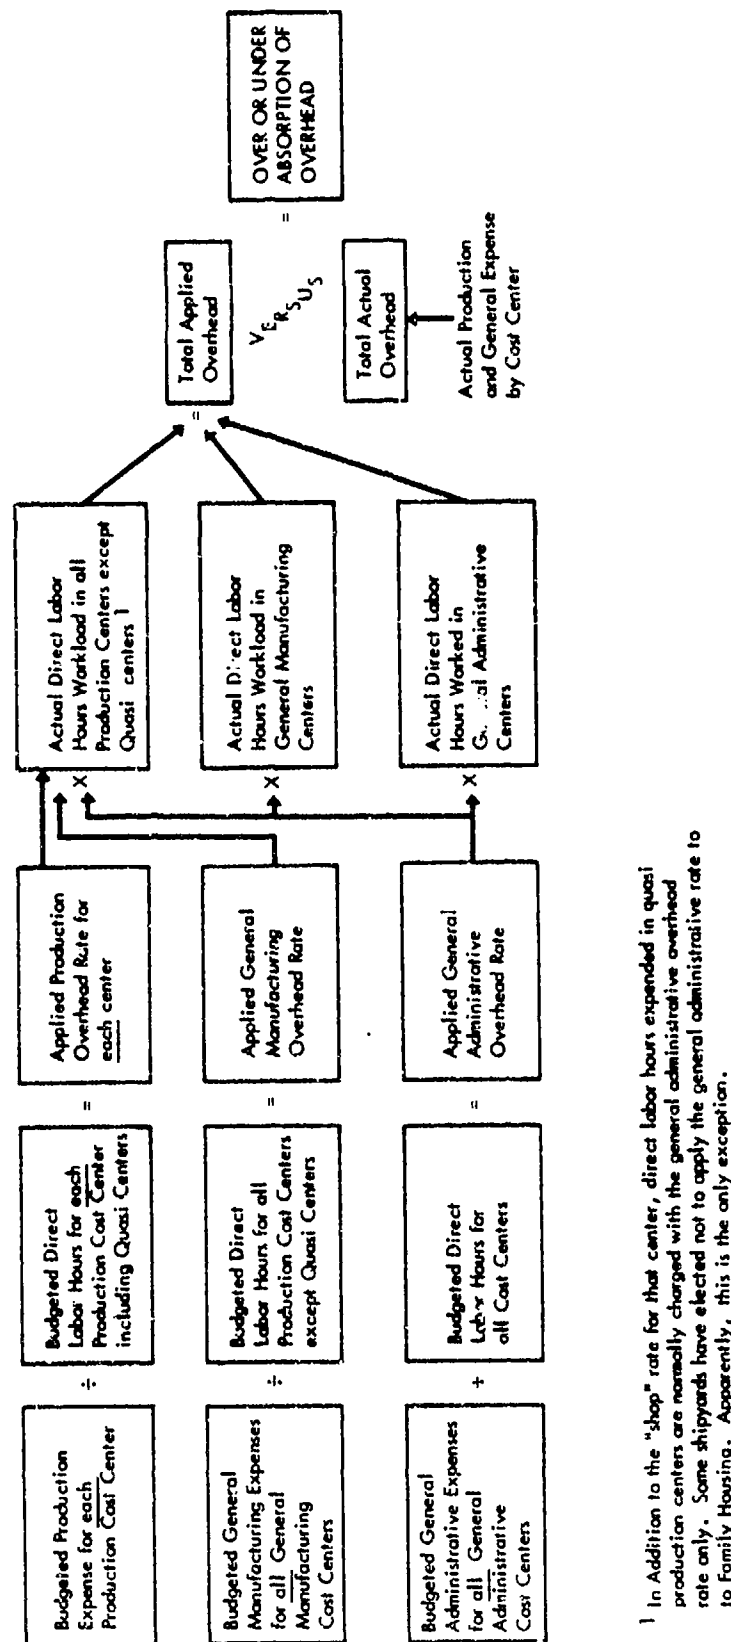 Budgeted Production
Expense for each
Production Cost Center
÷
Budgeted Direct
Labor Hours for each
Production Cost Center
including Quasi Centers
=
Applied Production
Overhead Rate for
each center
Actual Direct Labor
Hours Workload in all
Production Centers except
Quasi centers 1
Budgeted General
Manufacturing Expenses
for all General
Manufacturing
Cost Centers
÷
Budgeted Direct
Labor Hours for all
Production Cost Centers
except Quasi Centers
=
Applied General
Manufacturing
Overhead Rate
X
X
Actual Direct Labor
Hours Workload in
General Manufacturing
Centers
Budgeted General
Administrative Expenses
for all General
Administrative
Cost Centers
+
Budgeted Direct
Labor Hours for
all Cost Centers
=
Applied General
Administrative
Overhead Rate
X
Actual Direct Labor
Hours Worked in
Administrative
Centers
=
Total Applied
Overhead
VERSUS
Total Actual
Overhead
Actual Production
and General Expense
by Cost Center
=
OVER OR UNDER
ABSORPTION OF
OVERHEAD
1 In Addition to the "shop" rate for that center, direct labor hours expended in quasi
production centers are normally charged with the general administrative overhead
rate only. Some shipyards have elected not to apply the general administrative rate to
to Family Housing. Apparently, this is the only exception.